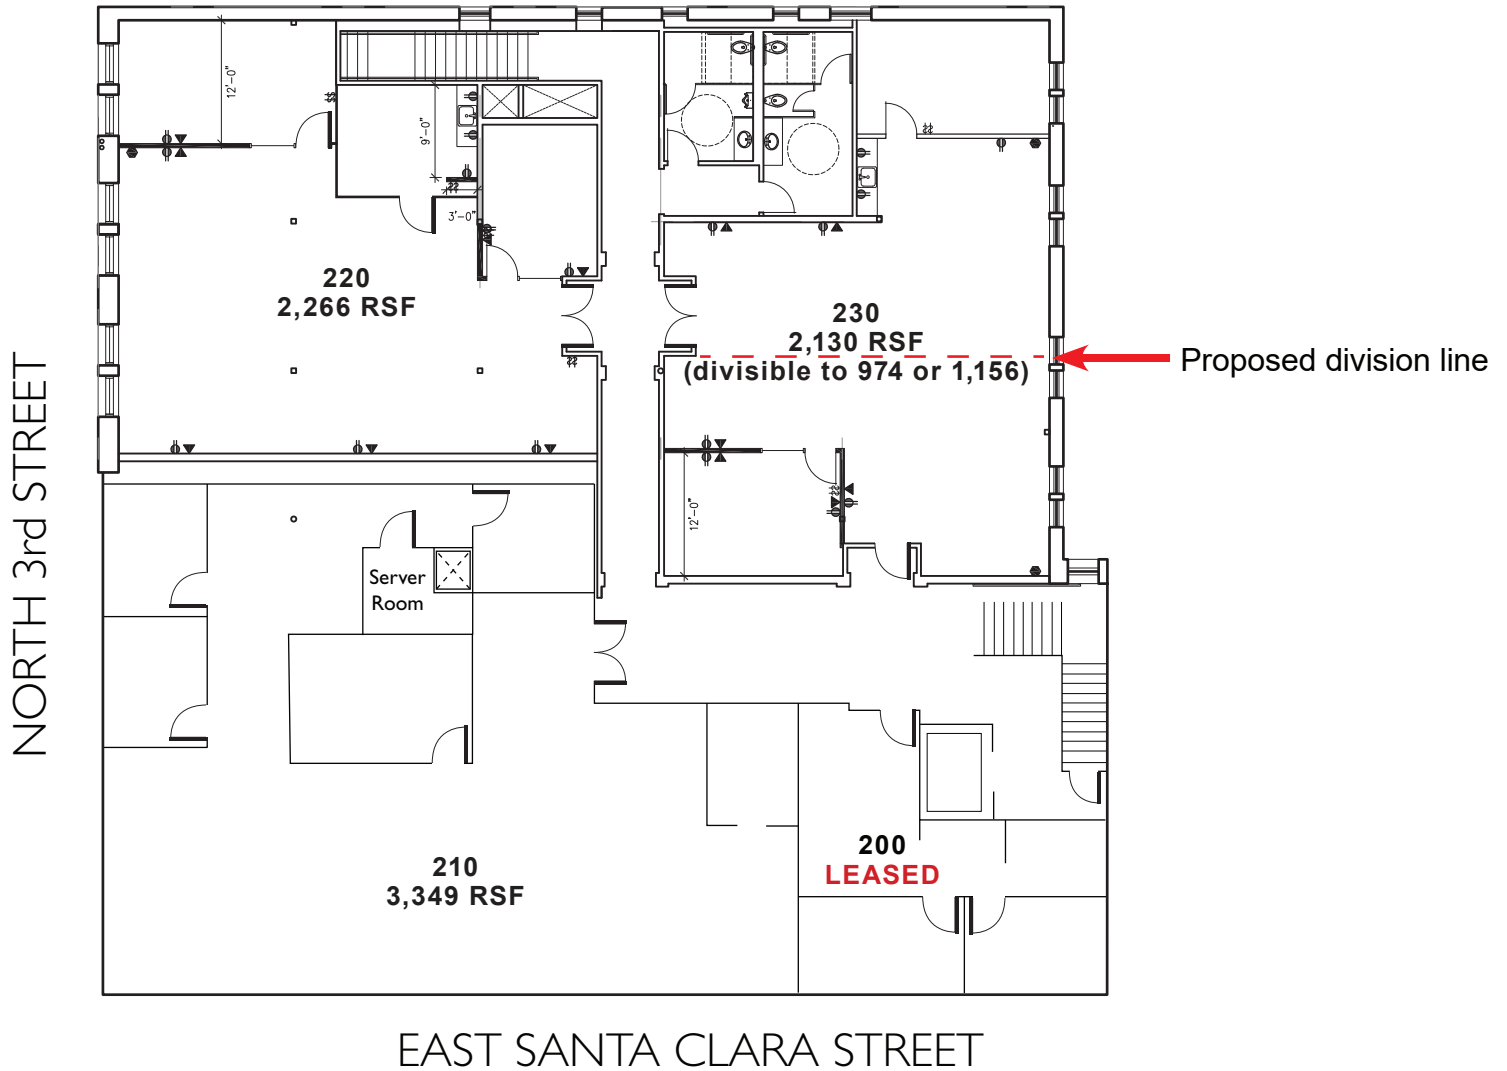 12'-0"
9'-0"
3'-0"
220
2,266 RSF
230
2,130 RSF
(divisible to 974 or 1,156)
Proposed division line
NORTH 3rd STREET
12'-0"
Server
Room
210
3,349 RSF
200
LEASED
EAST SANTA CLARA STREET